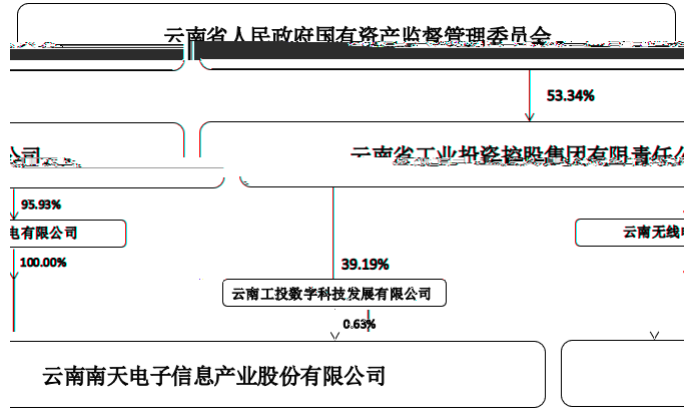 云南省人民政府国有资产监督管理委员会
53.34%
公司
云南省工业投资控股集团有限责任公
95.93%
电有限公司
云南无线电
100.00%
39.19%
云南工投数字科技发展有限公司
0.63%
云南南天电子信息产业股份有限公司